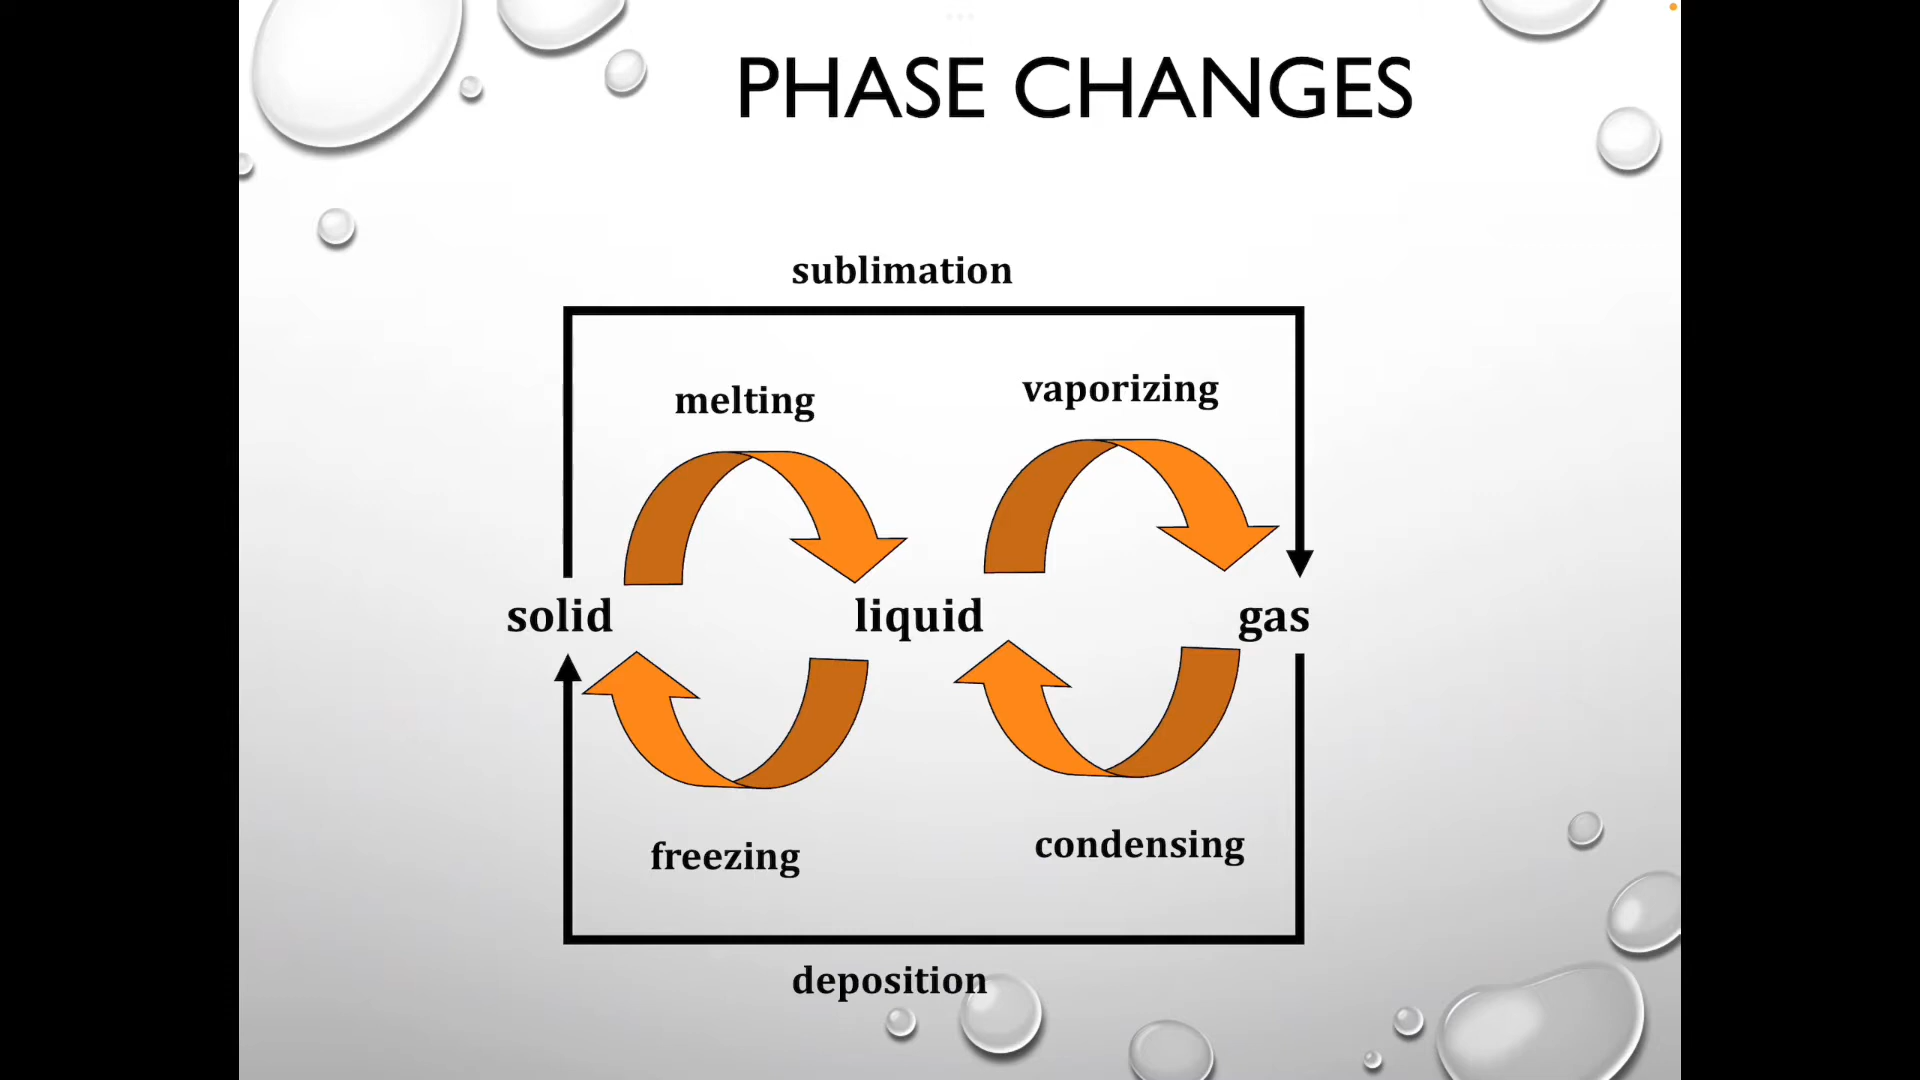 PHASE CHANGES
sublimation
melting
vaporizing
solid
liquid
gas
freezing
condensing
deposition